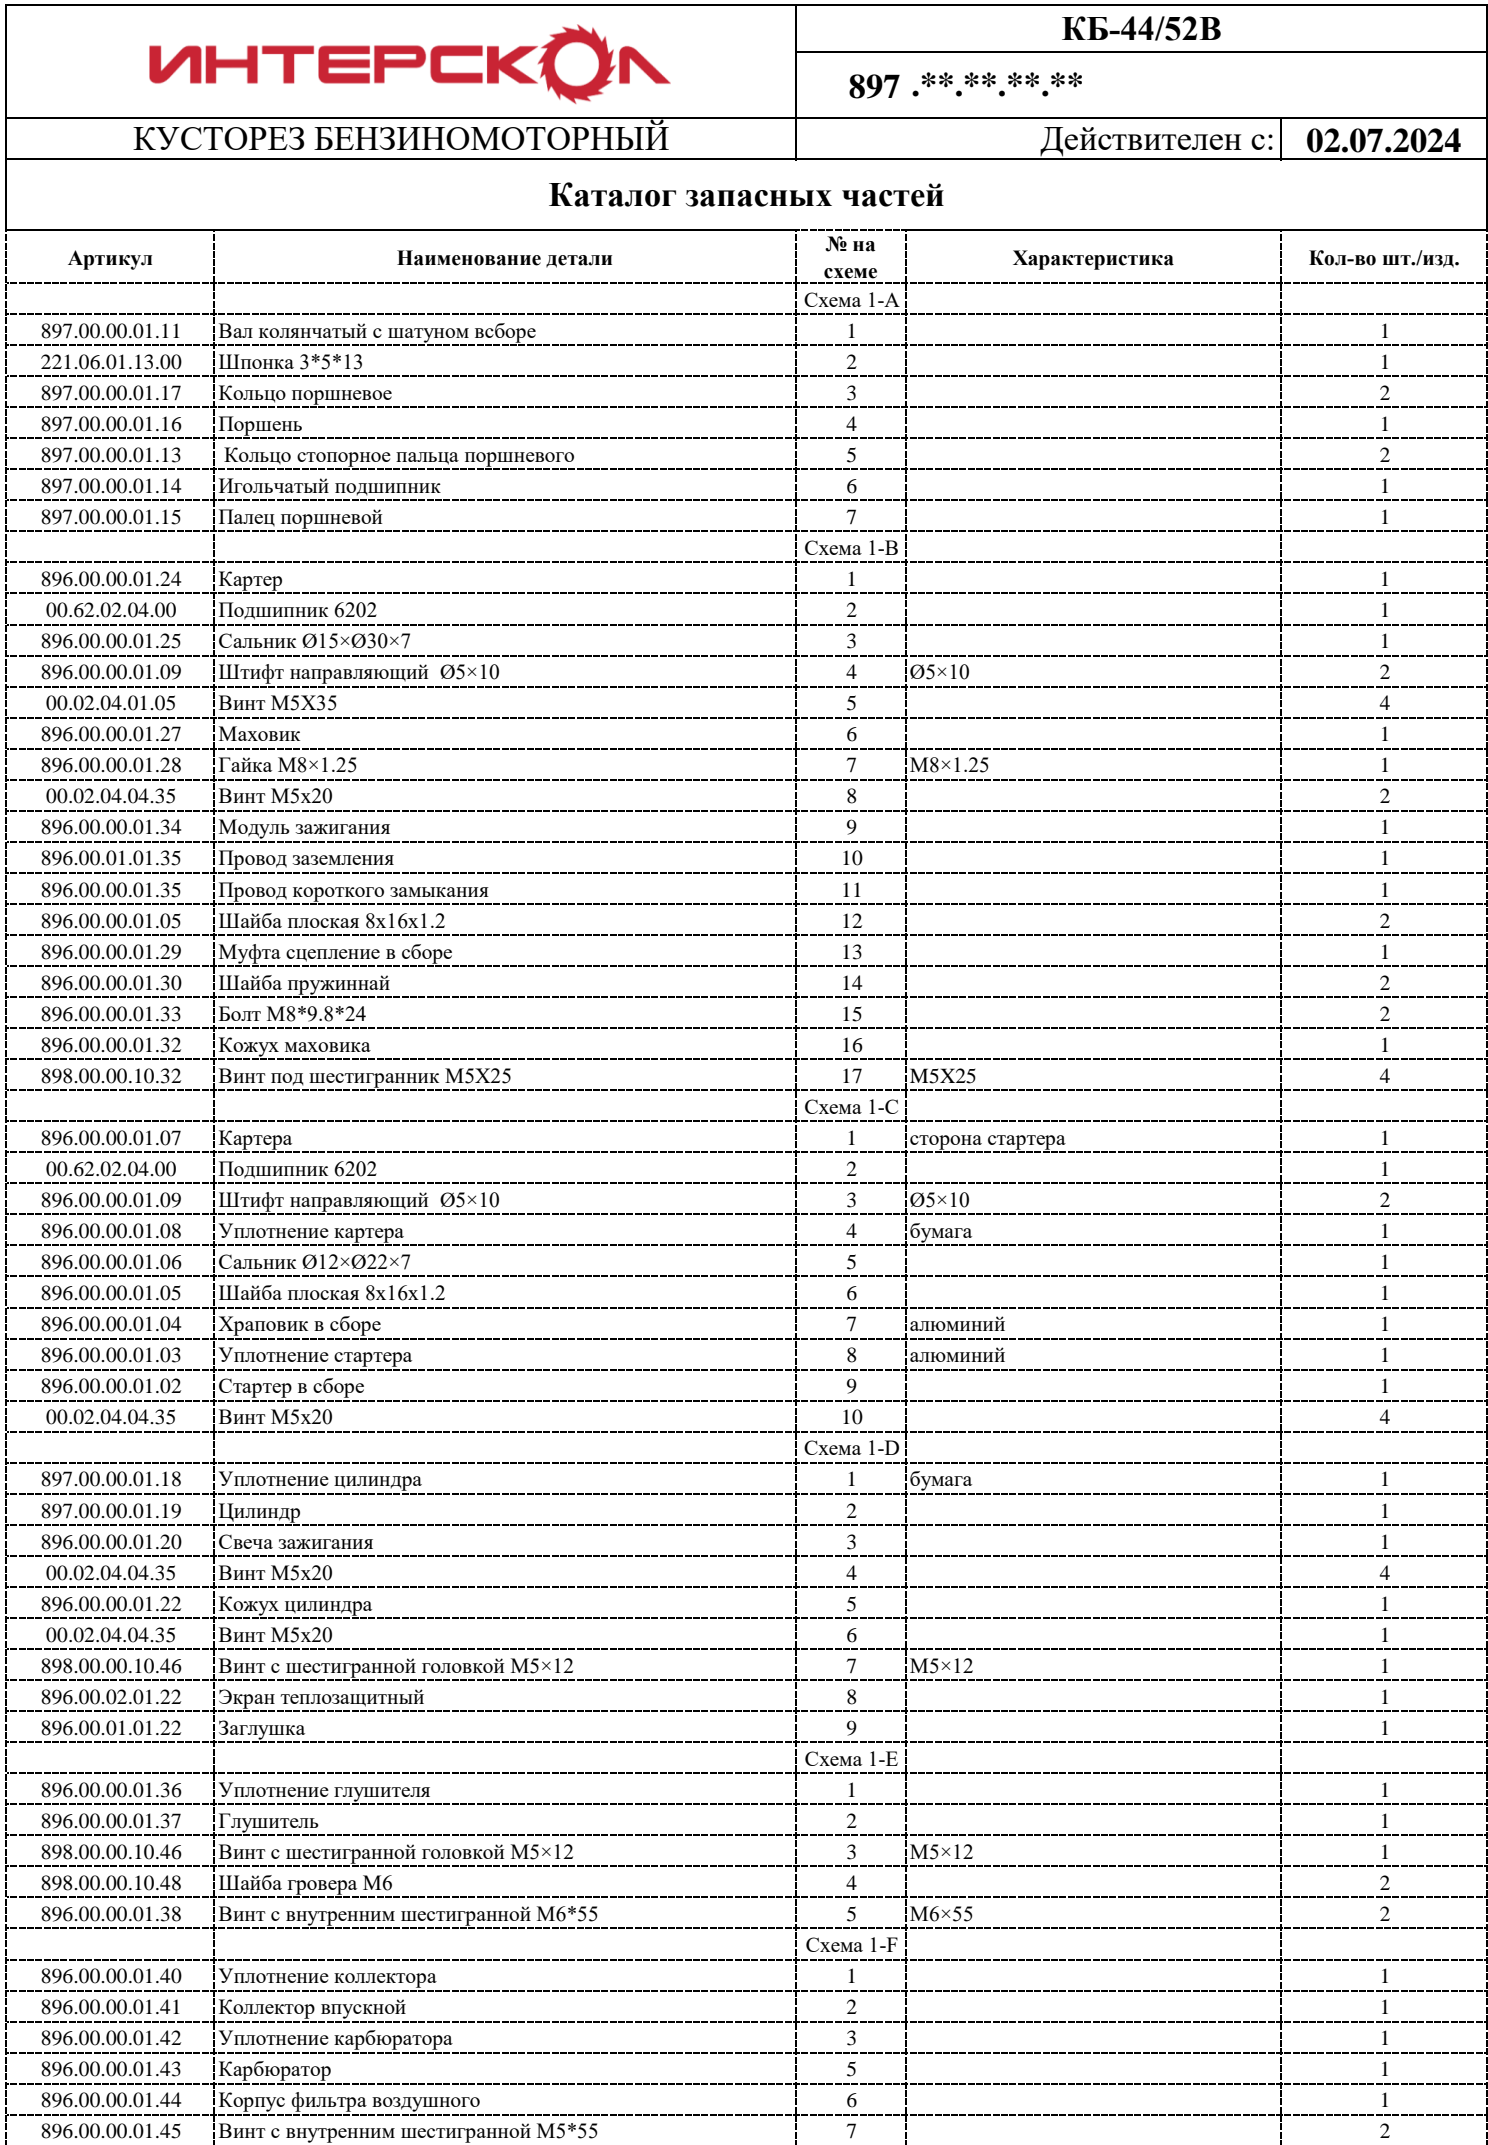 ИНТЕРСКОЛ
КБ-44/52В
897 .**.**.**.**
КУСТОРЕЗ БЕНЗИНОМОТОРНЫЙ Действителен с: 02.07.2024
Каталог запасных частей
Артикул Наименование детали № на схеме Характеристика Кол-во шт./изд.
Схема 1-А
897.00.00.01.11 Вал колянчатый с шатуном всборе 1 1
221.06.01.13.00 Шпонка 3*5*13 2 1
897.00.00.01.17 Кольцо поршневое 3 2
897.00.00.01.16 Поршень 4 1
897.00.00.01.13 Кольцо стопорное пальца поршневого 5 2
897.00.00.01.14 Игольчатый подшипник 6 1
897.00.00.01.15 Палец поршневой 7 1
Схема 1-В
896.00.00.01.24 Картер 1 1
00.62.02.04.00 Подшипник 6202 2 1
896.00.00.01.25 Сальник Ø15×Ø30×7 3 1
896.00.00.01.09 Штифт направляющий Ø5×10 4 Ø5×10 2
00.02.04.01.05 Винт М5Х35 5 4
896.00.00.01.27 Маховик 6 1
896.00.00.01.28 Гайка М8×1.25 7 М8×1.25 1
00.02.04.04.35 Винт М5х20 8 2
896.00.00.01.34 Модуль зажигания 9 1
896.00.01.01.35 Провод заземления 10 1
896.00.00.01.35 Провод короткого замыкания 11 1
896.00.00.01.05 Шайба плоская 8х16х1.2 12 2
896.00.00.01.29 Муфта сцепление в сборе 13 1
896.00.00.01.30 Шайба пружиннай 14 2
896.00.00.01.33 Болт М8*9.8*24 15 2
896.00.00.01.32 Кожух маховика 16 1
898.00.00.10.32 Винт под шестигранник М5Х25 17 М5Х25 4
Схема 1-С
896.00.00.01.07 Картера 1 сторона стартера 1
00.62.02.04.00 Подшипник 6202 2 1
896.00.00.01.09 Штифт направляющий Ø5×10 3 Ø5×10 2
896.00.00.01.08 Уплотнение картера 4 бумага 1
896.00.00.01.06 Сальник Ø12×Ø22×7 5 1
896.00.00.01.05 Шайба плоская 8х16х1.2 6 1
896.00.00.01.04 Храповик в сборе 7 алюминий 1
896.00.00.01.03 Уплотнение стартера 8 алюминий 1
896.00.00.01.02 Стартер в сборе 9 1
00.02.04.04.35 Винт М5х20 10 4
Схема 1-D
897.00.00.01.18 Уплотнение цилиндра 1 бумага 1
897.00.00.01.19 Цилиндр 2 1
896.00.00.01.20 Свеча зажигания 3 1
00.02.04.04.35 Винт М5х20 4 4
896.00.00.01.22 Кожух цилиндра 5 1
00.02.04.04.35 Винт М5х20 6 1
898.00.00.10.46 Винт с шестигранной головкой М5×12 7 М5×12 1
896.00.02.01.22 Экран теплозащитный 8 1
896.00.01.01.22 Заглушка 9 1
Схема 1-Е
896.00.00.01.36 Уплотнение глушителя 1 1
896.00.00.01.37 Глушитель 2 1
898.00.00.10.46 Винт с шестигранной головкой М5×12 3 М5×12 1
898.00.00.10.48 Шайба гровера М6 4 2
896.00.00.01.38 Винт с внутренним шестигранной М6*55 5 М6×55 2
Схема 1-F
896.00.00.01.40 Уплотнение коллектора 1 1
896.00.00.01.41 Коллектор впускной 2 1
896.00.00.01.42 Уплотнение карбюратора 3 1
896.00.00.01.43 Карбюратор 5 1
896.00.00.01.44 Корпус фильтра воздушного 6 1
896.00.00.01.45 Винт с внутренним шестигранной М5*55 7 2